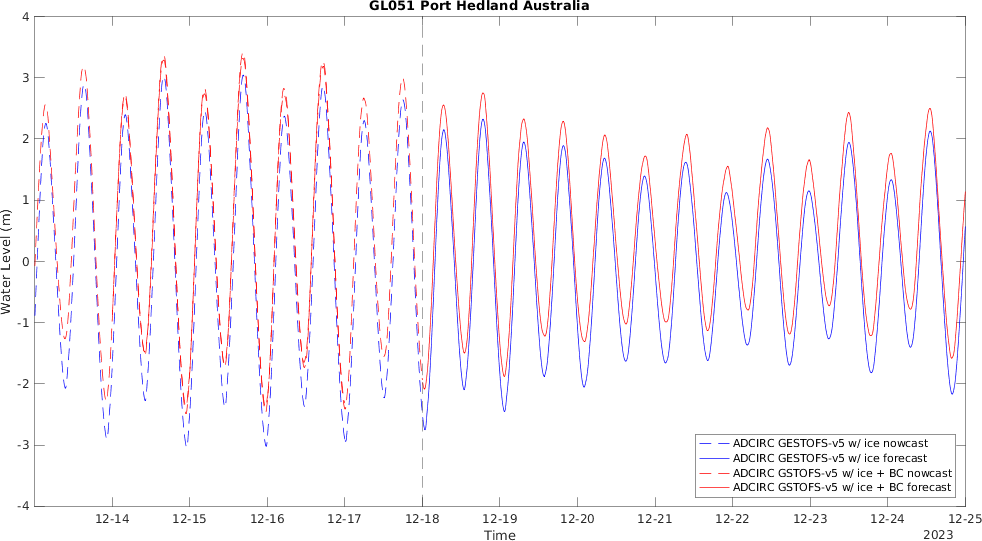 GL051 Port Hedland Australia
Water Level (m)
4
3
2
1
0
-1
-2
-3
-4
ADCIRC GESTOFS-v5 w/ ice nowcast
ADCIRC GESTOFS-v5 w/ ice forecast
ADCIRC GSTOFS-v5 w/ ice + BC nowcast
ADCIRC GSTOFS-v5 w/ ice + BC forecast
12-14 12-15 12-16 12-17 12-18 12-19 12-20 12-21 12-22 12-23 12-24 12-25
Time
2023